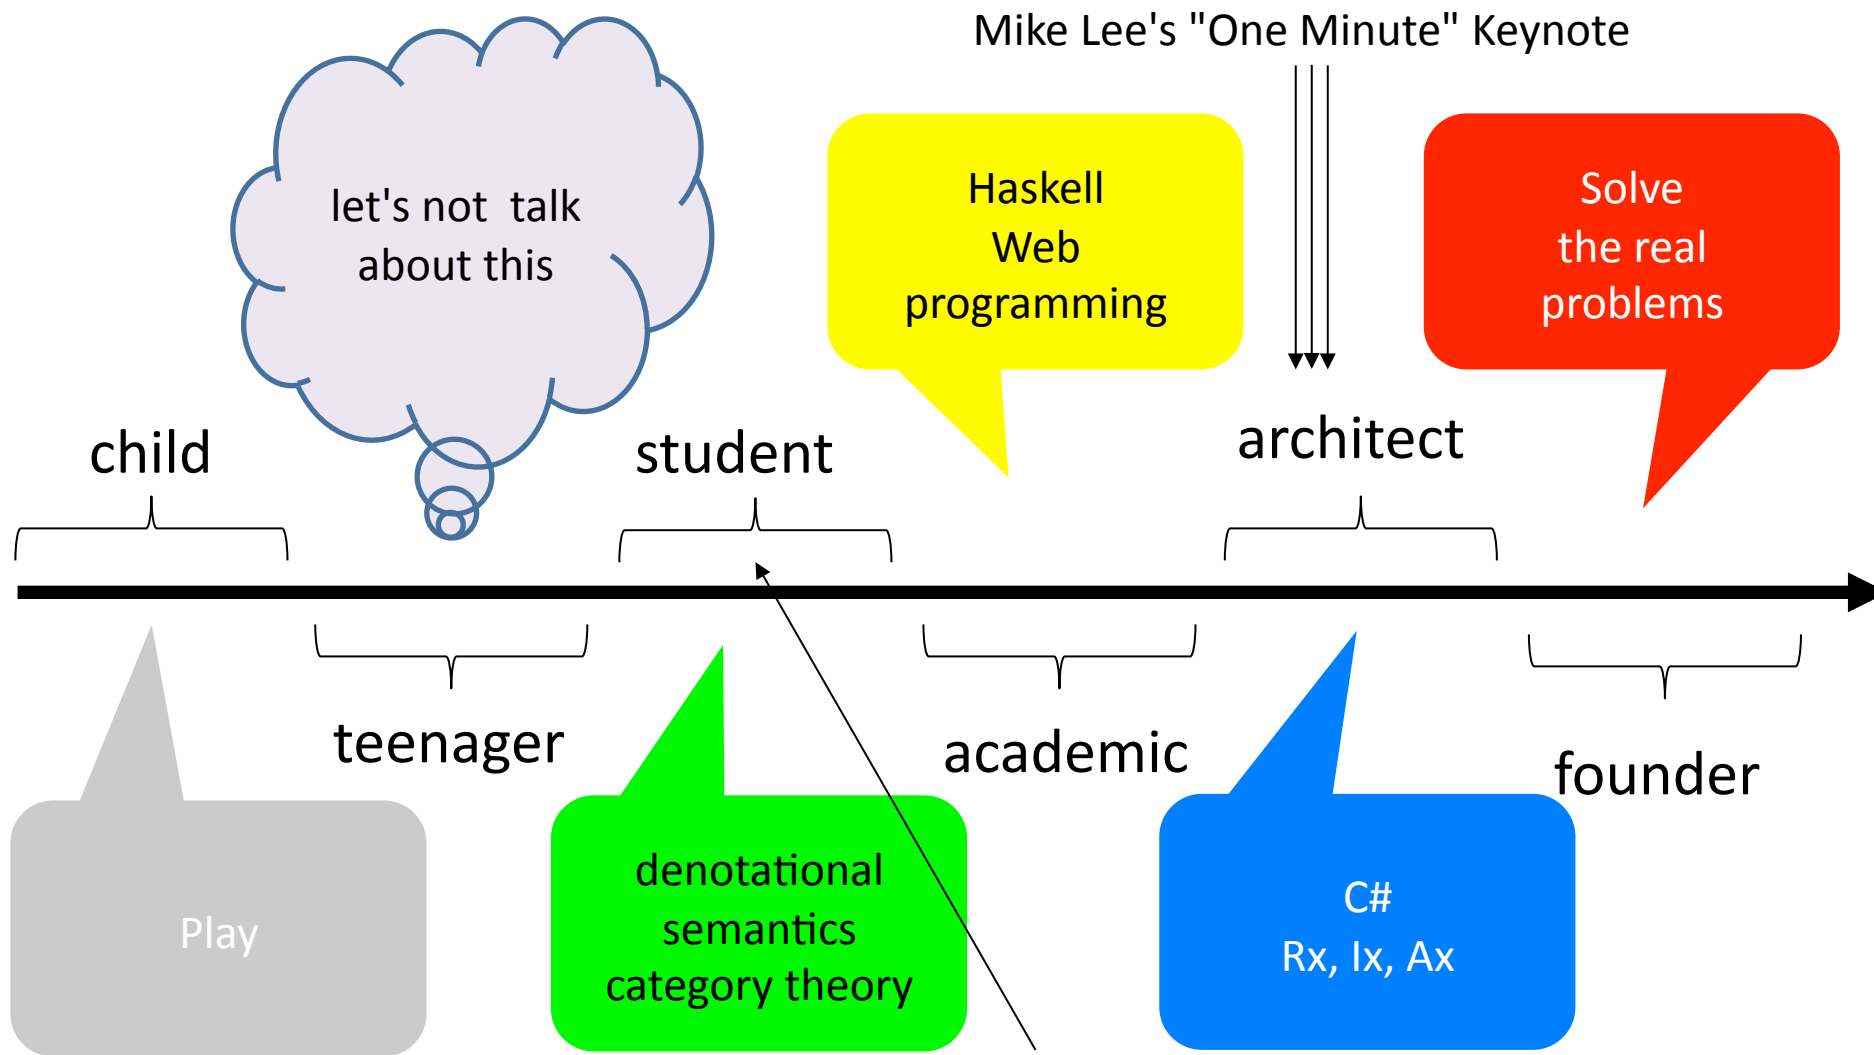 Mike Lee's "One Minute" Keynote
let's not talk
about this
Haskell
Web
programming
Solve
the real
problems
child
student
architect
teenager
academic
founder
Play
denotational
semantics
category theory
C#
Rx, Ix, Ax